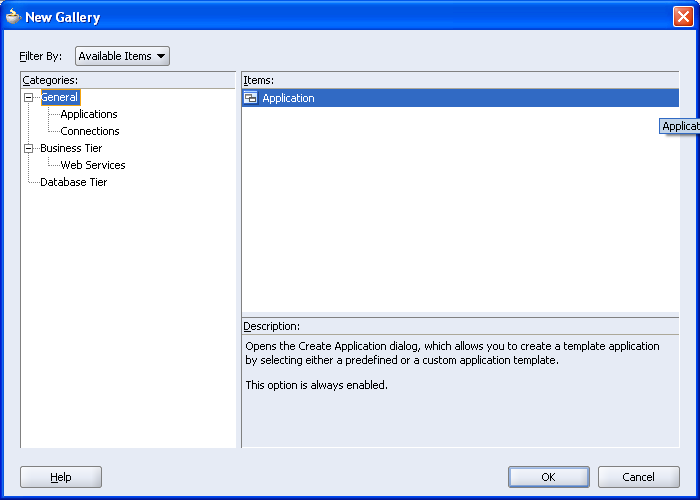 New Gallery
Filter By: Available Items
Categories:
General
Applications
Connections
Business Tier
Web Services
Database Tier
Items:
Application
Applicat
Description:
Opens the Create Application dialog, which allows you to create a template application
by selecting either a predefined or a custom application template.
This option is always enabled.
Help
OK
Cancel